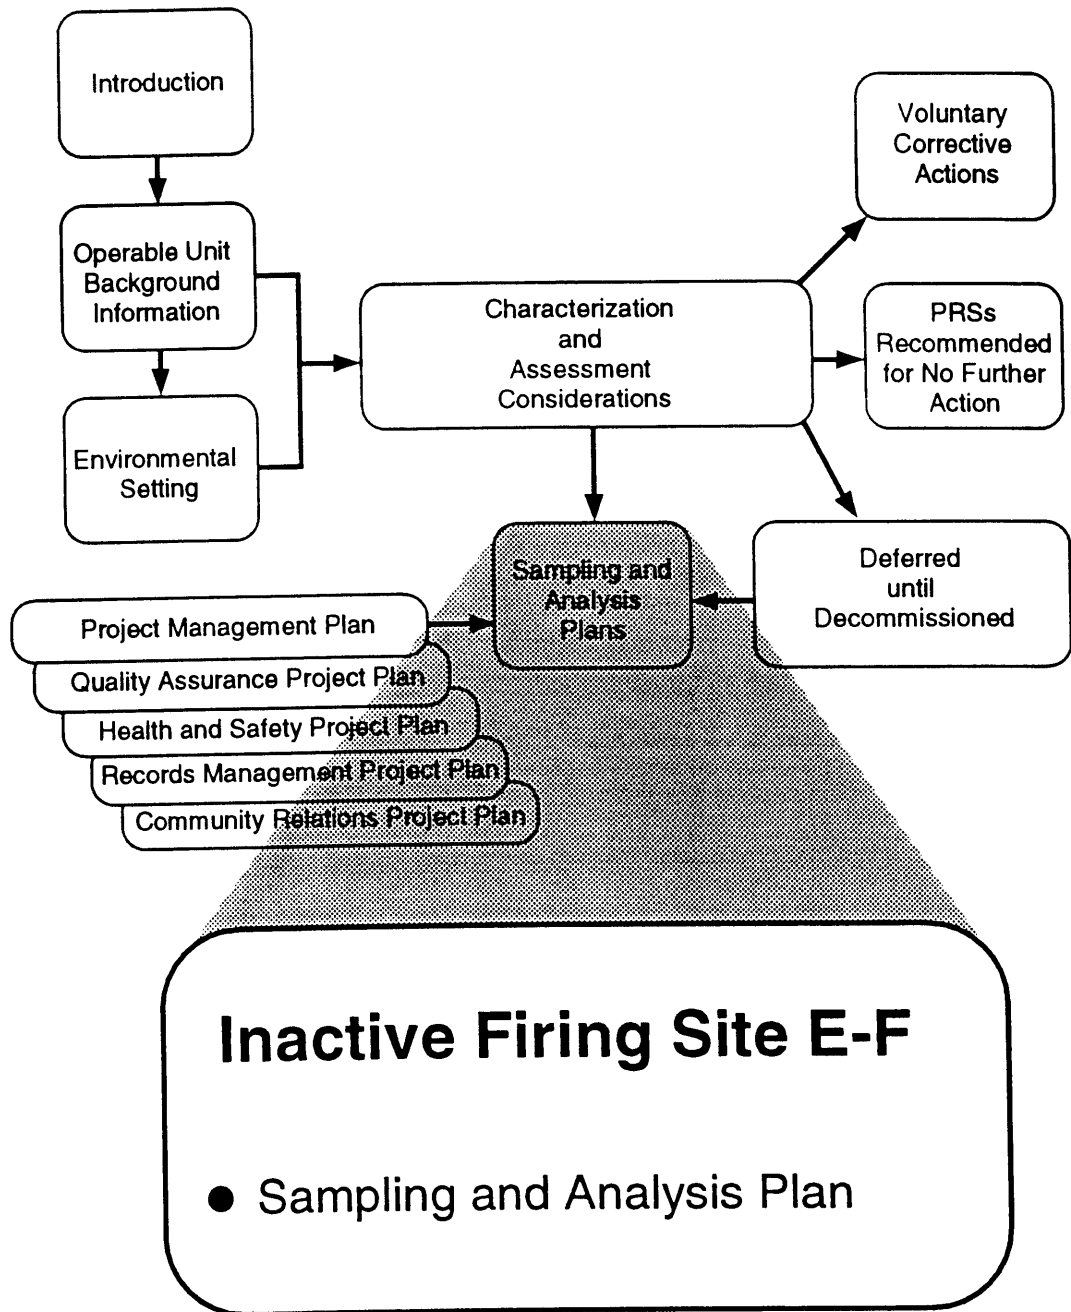 Introduction
Operable Unit
Background
Information
Environmental
Setting
Characterization
and
Assessment
Considerations
Voluntary
Corrective
Actions
PRSs
Recommended
for No Further
Action
Deferred
until
Decommissioned
Sampling and
Analysis
Plans
Project Management Plan
Quality Assurance Project Plan
Health and Safety Project Plan
Records Management Project Plan
Community Relations Project Plan
Inactive Firing Site E-F
● Sampling and Analysis Plan